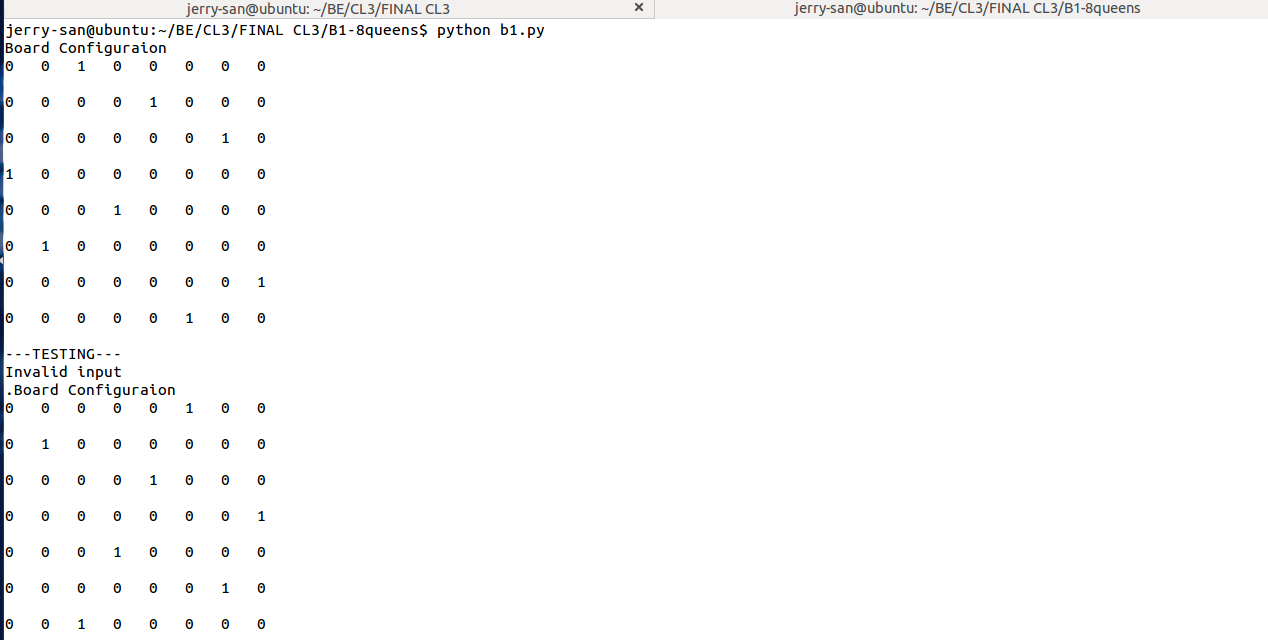 jerry-san@ubuntu: ~/BE/CL3/FINAL CL3 × jerry-san@ubuntu: ~/BE/CL3/FINAL CL3/B1-8queens
jerry-san@ubuntu:~/BE/CL3/FINAL CL3/B1-8queens$ python b1.py
Board Configuraion
0 0 1 0 0 0 0 0
0 0 0 0 1 0 0 0
0 0 0 0 0 0 1 0
1 0 0 0 0 0 0 0
0 0 0 1 0 0 0 0
0 1 0 0 0 0 0 0
0 0 0 0 0 0 0 1
0 0 0 0 0 1 0 0
---TESTING---
Invalid input
.Board Configuraion
0 0 0 0 0 1 0 0
0 1 0 0 0 0 0 0
0 0 0 0 1 0 0 0
0 0 0 0 0 0 0 1
0 0 0 1 0 0 0 0
0 0 0 0 0 0 1 0
0 0 1 0 0 0 0 0